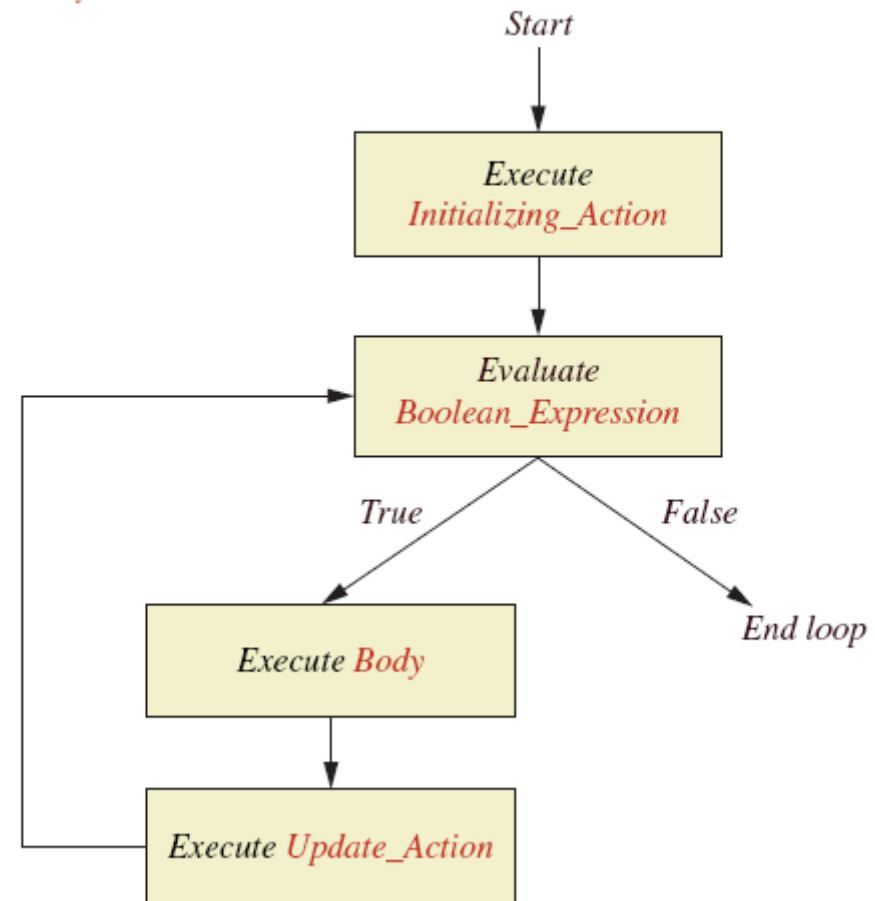 Start
Execute
Initializing_Action
Evaluate
Boolean_Expression
True
False
End loop
Execute Body
Execute Update_Action